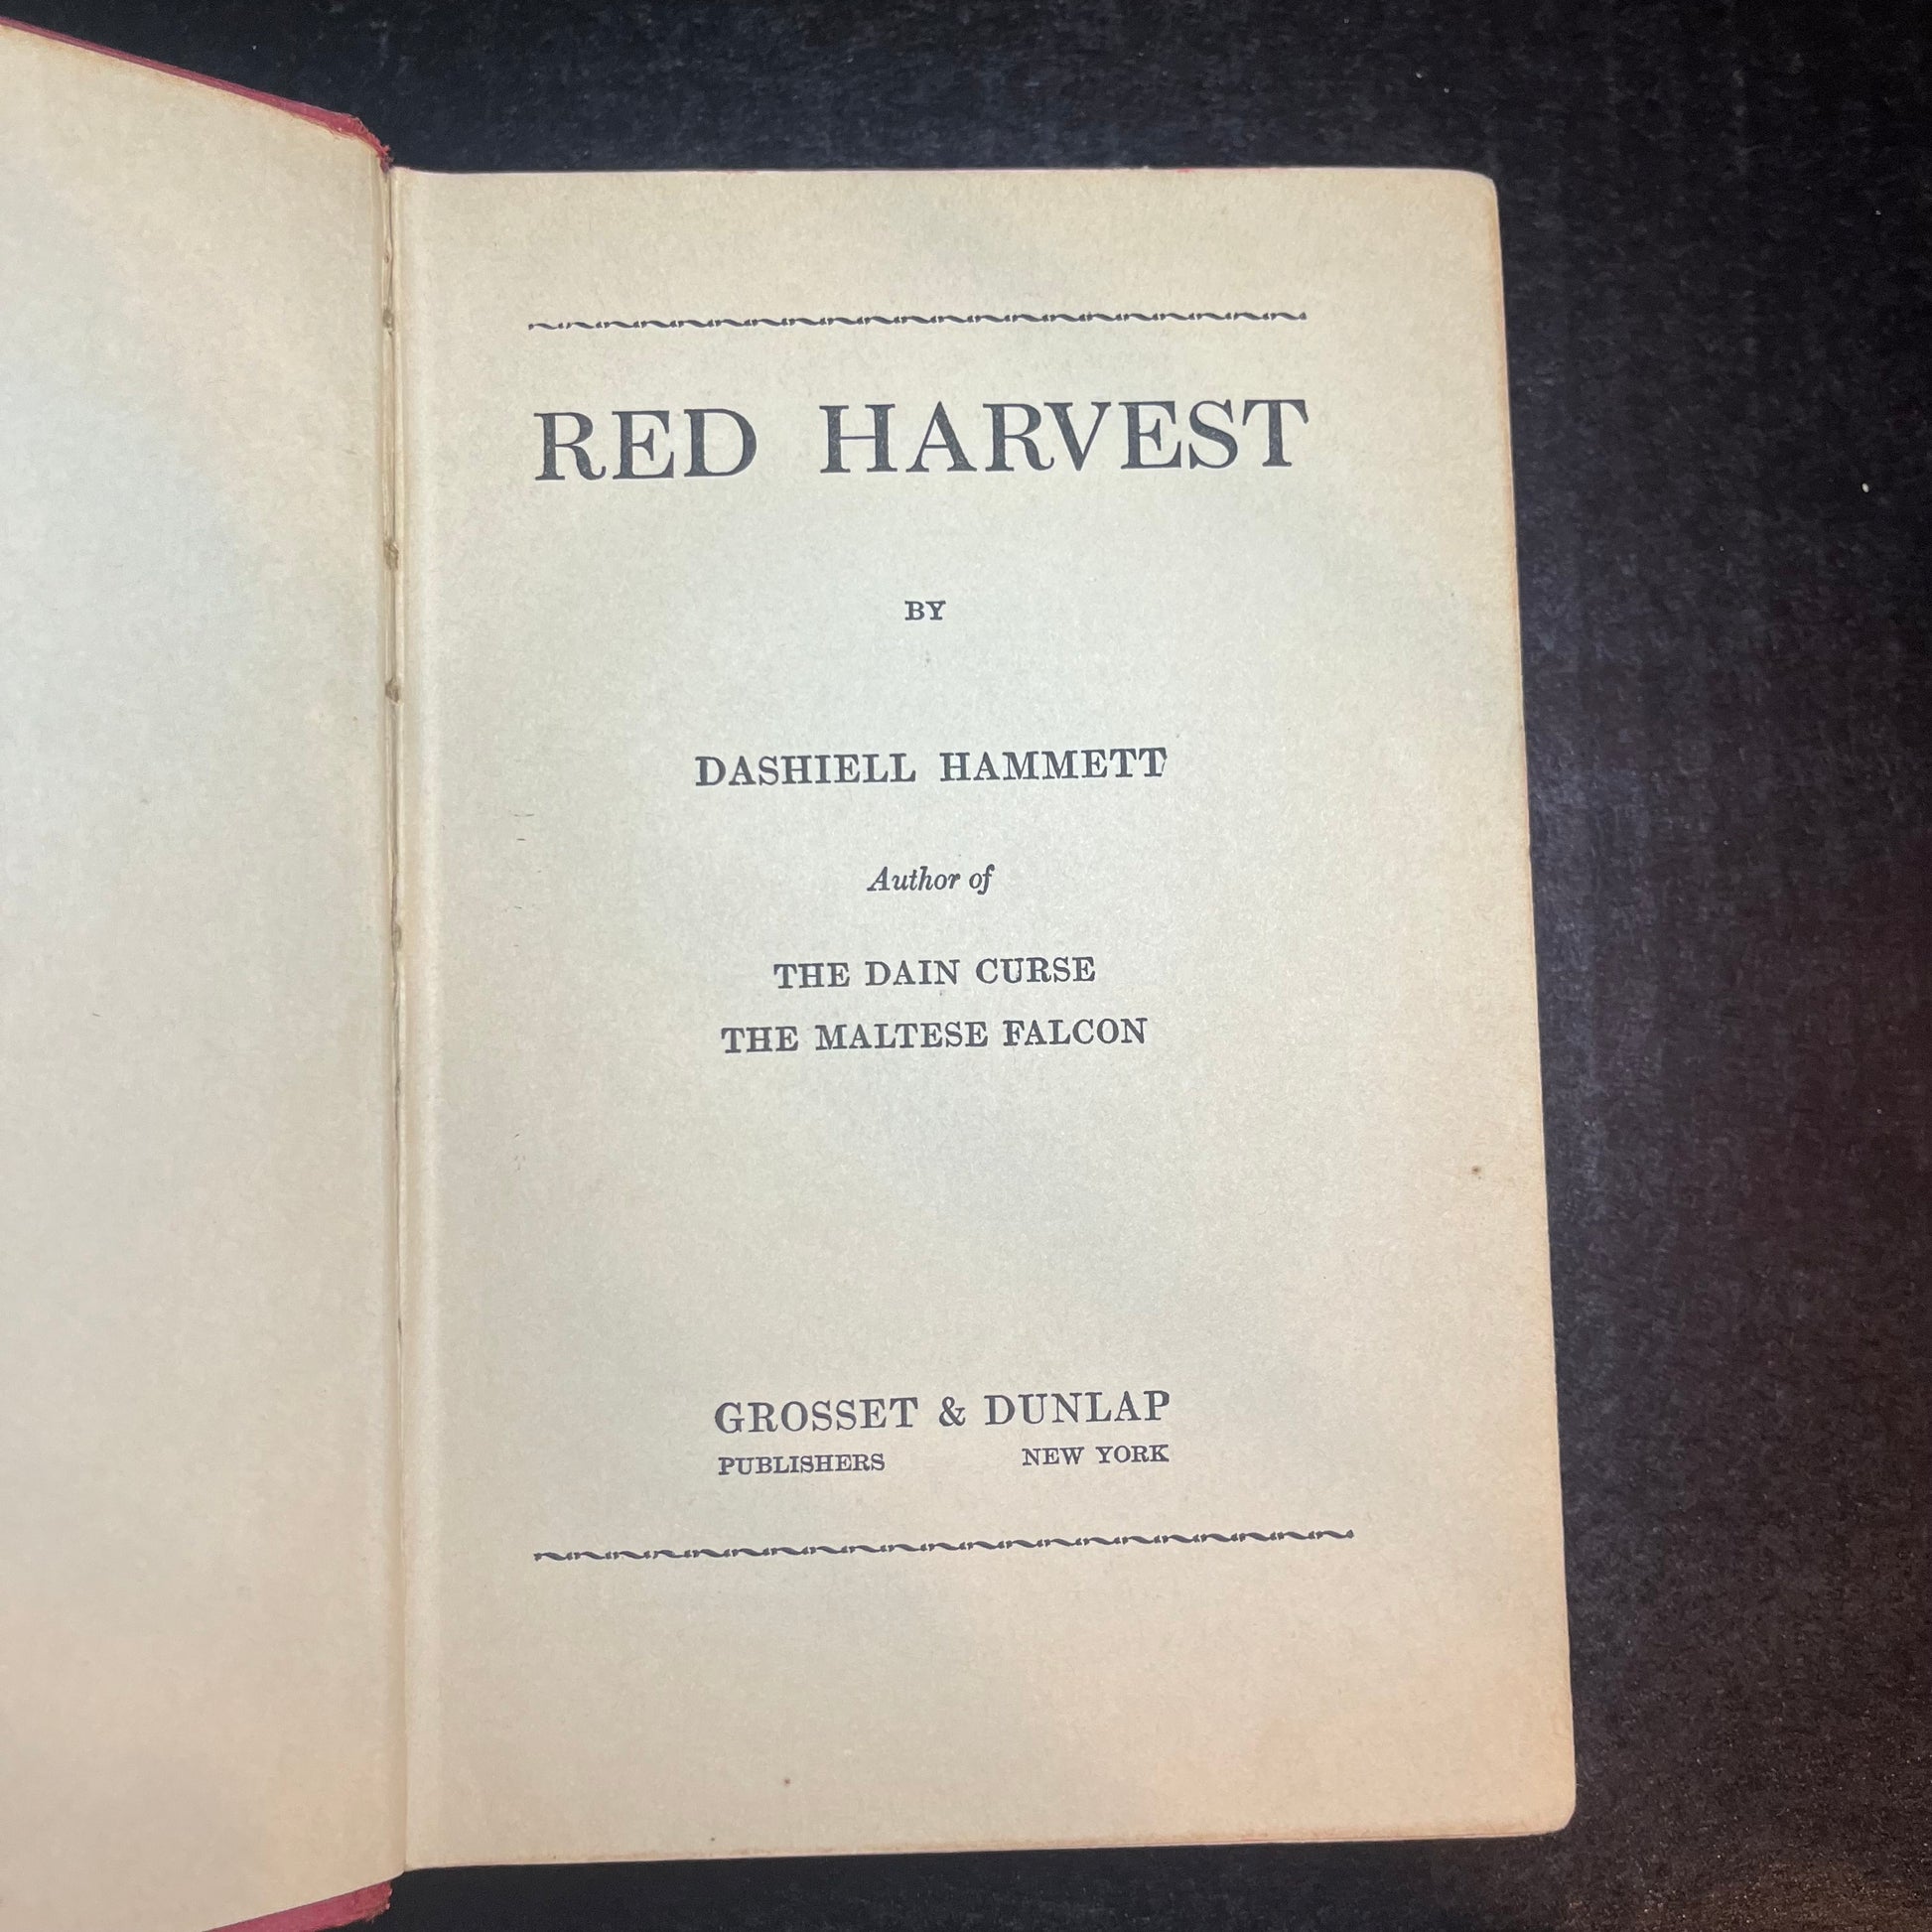 RED HARVEST
BY
DASHIELL HAMMETT
Author of
THE DAIN CURSE
THE MALTESE FALCON
GROSSET & DUNLAP
PUBLISHERS NEW YORK